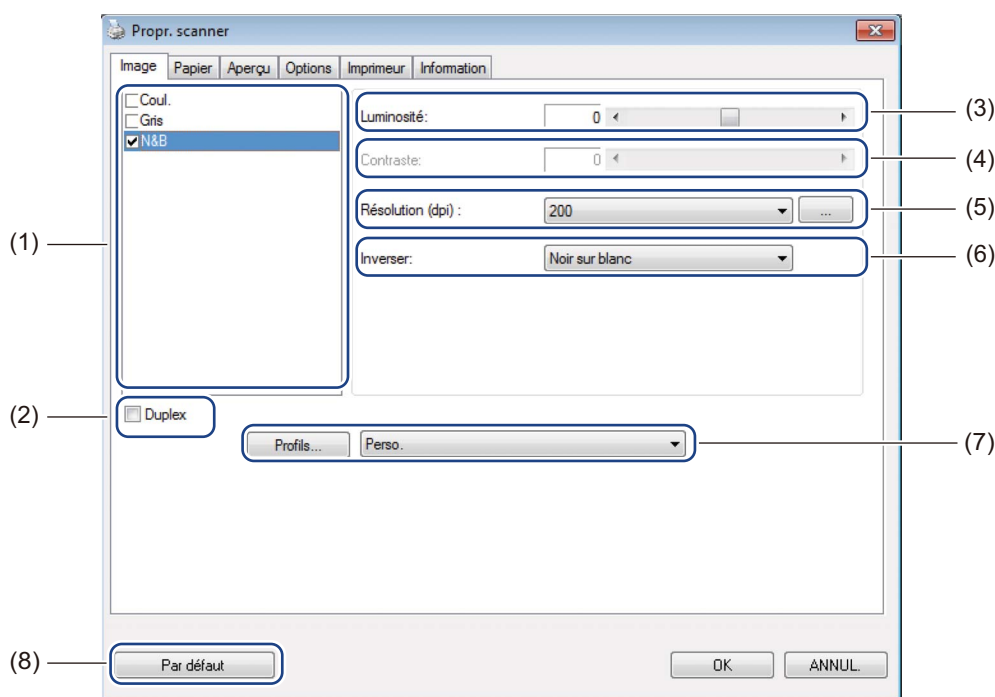 Propr. scanner
Image Papier Aperçu Options Imprimeur Information
Coul.
Gris
N&B
Luminosité: 0
(3)
Contraste: 0
(4)
Résolution (dpi) : 200 ...
(5)
(1)
Inverser: Noir sur blanc
(6)
(2)
Duplex
Profils... Perso.
(7)
(8)
Par défaut OK ANNUL.